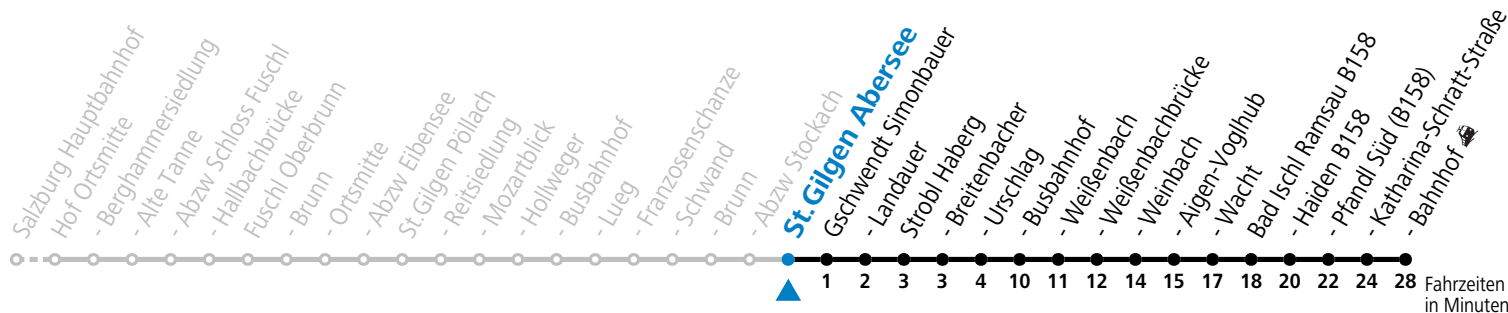 Salzburg Hauptbahnhof
Hof Ortsmitte
- Berghammersiedlung
- Alte Tanne
- Abzw Schloss Fuschl
- Hallbachbrücke
Fuschl Oberbrunn
- Brunn
- Ortsmitte
- Abzw Eibensee
St.Gilgen Pöllach
- Reitsiedlung
- Mozartblick
- Hollweger
- Busbahnhof
- Lueg
- Franzosenschanze
- Schwand
- Brunn
- Abzw Stockach
St.Gilgen Abersee
Gschwendt Simonbauer
- Landauer
Strobl Haberg
- Breitenbacher
- Urschlag
- Busbahnhof
- Weißenbach
- Weißenbachbrücke
- Weinbach
- Aigen-Voglhub
- Wacht
Bad Ischl Ramsau B158
- Haiden B158
- Pfandl Süd (B158)
- Katharina-Schratt-Straße
- Bahnhof
1 2 3 3 4 10 11 12 14 15 17 18 20 22 24 28 Fahrzeiten
in Minuten